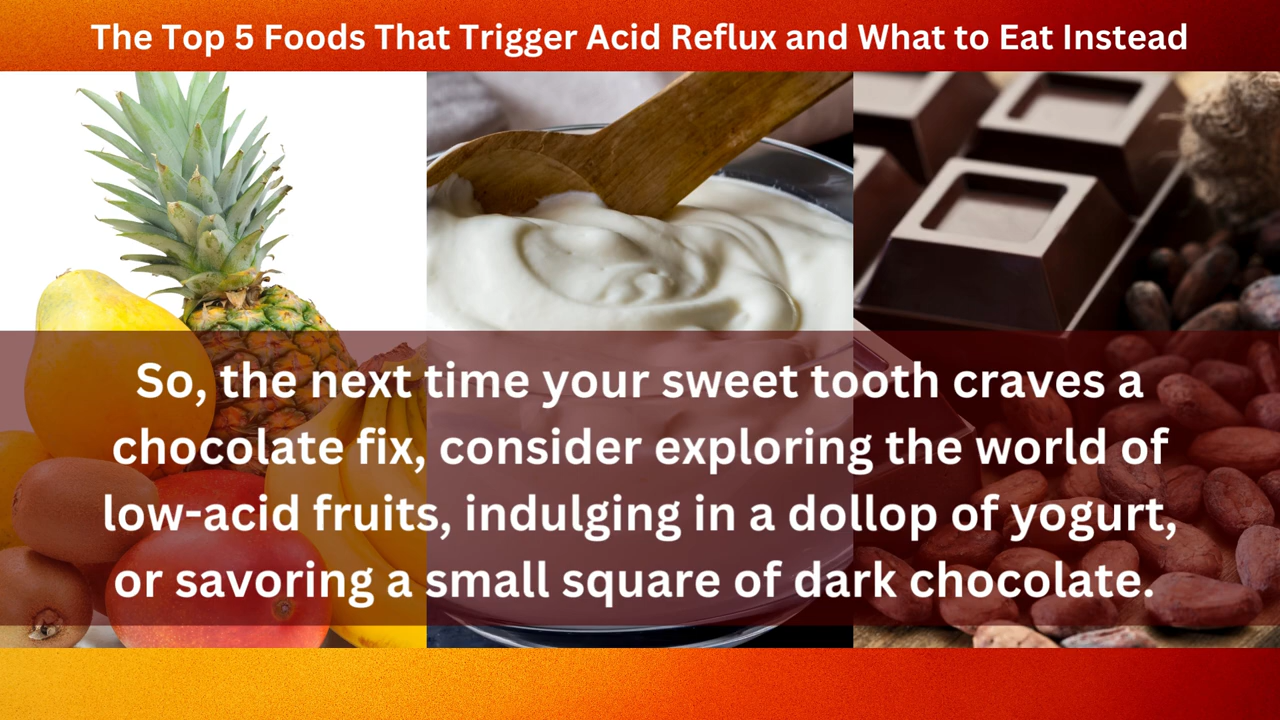 The Top 5 Foods That Trigger Acid Reflux and What to Eat Instead
So, the next time your sweet tooth craves a
chocolate fix, consider exploring the world of
low-acid fruits, indulging in a dollop of yogurt,
or savoring a small square of dark chocolate.